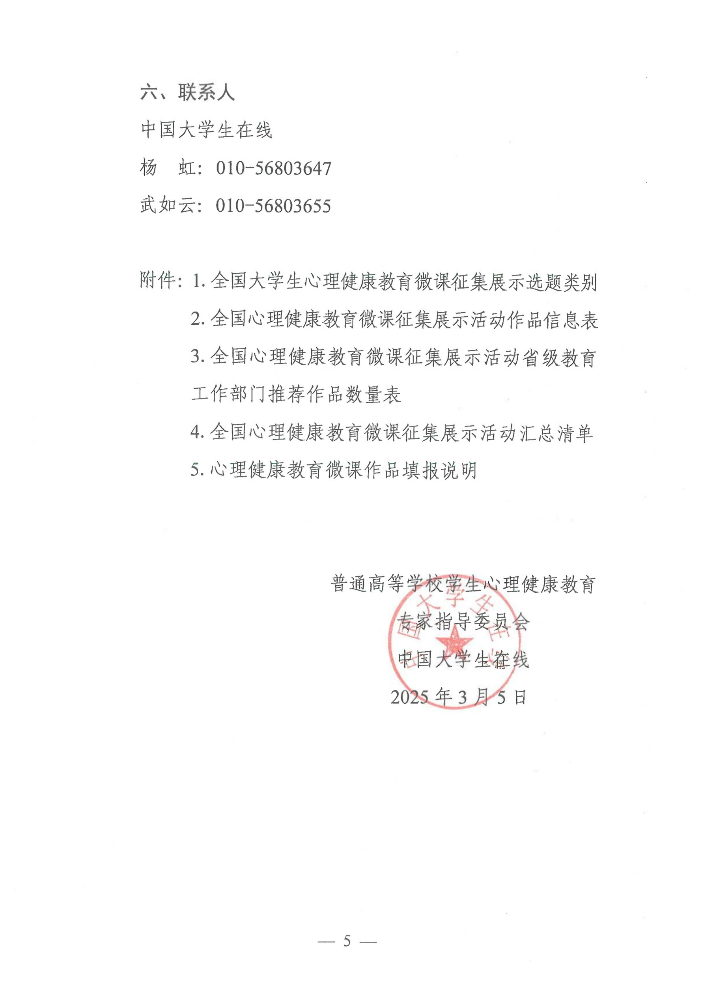 六、联系人
中国大学生在线
杨　虹：010-56803647
武如云：010-56803655
附件：1. 全国大学生心理健康教育微课征集展示选题类别
2. 全国心理健康教育微课征集展示活动作品信息表
3. 全国心理健康教育微课征集展示活动省级教育
工作部门推荐作品数量表
4. 全国心理健康教育微课征集展示活动汇总清单
5. 心理健康教育微课作品填报说明
普通高等学校学生心理健康教育
专家指导委员会
中国大学生在线
2025 年 3 月 5 日
中国大学生在线
— 5 —